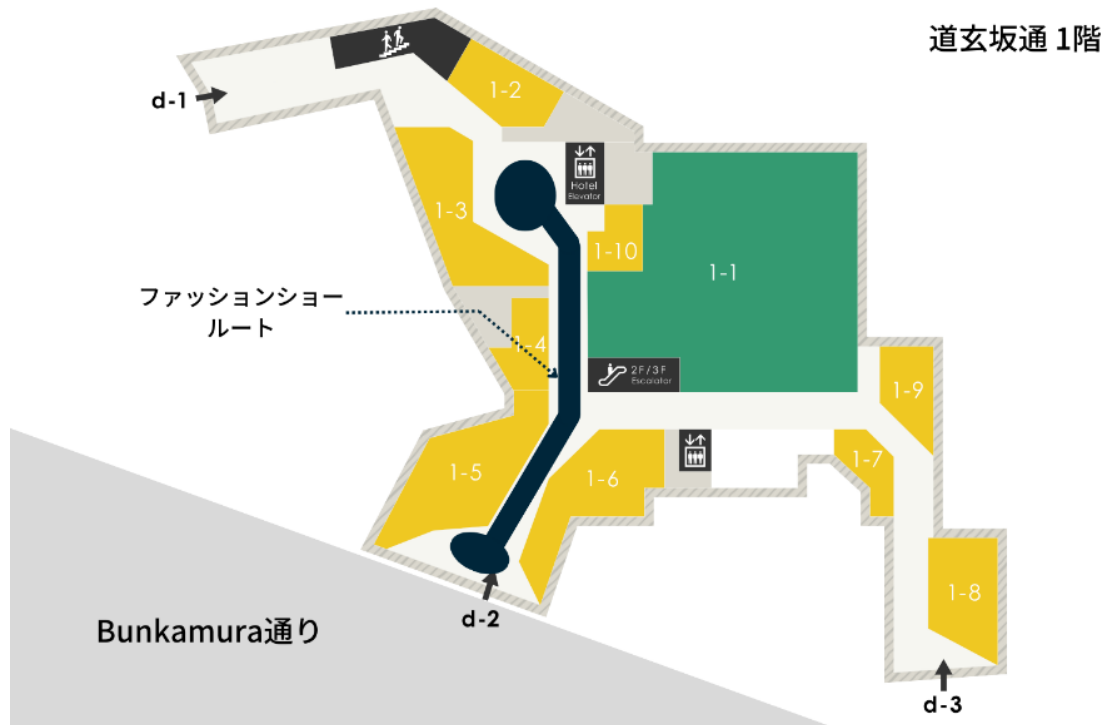 道玄坂通 1階
d-1
1-2
Hotel
Elevator
1-3
1-10
1-1
ファッションショー
ルート
1-4
2F/3F
Escalator
1-9
1-5
1-6
1-7
1-8
Bunkamura通り
d-2
d-3